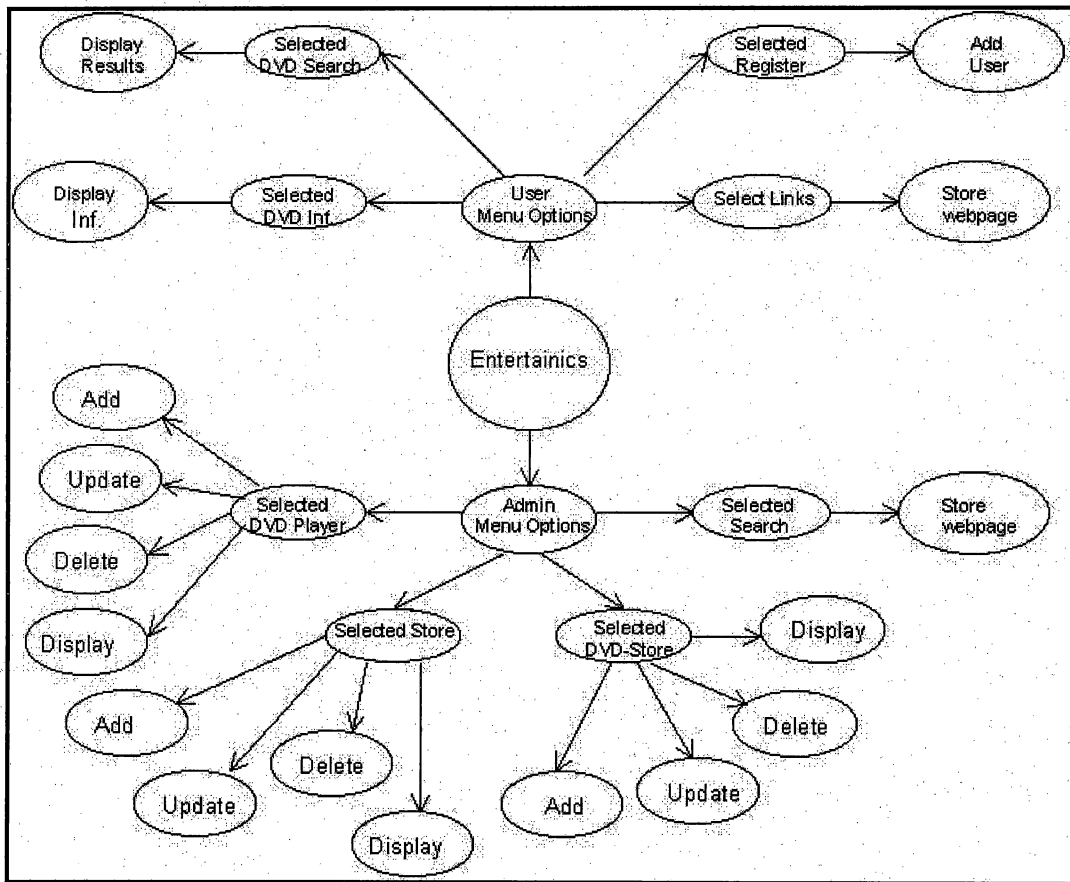 Display
Results
Selected
DVD Search
Selected
Register
Add
User
Display
Inf.
Selected
DVD Inf.
User
Menu Options
Select Links
Store
webpage
Entertainics
Add
Update
Delete
Display
Selected
DVD Player
Admin
Menu Options
Selected
Search
Store
webpage
Selected Store
Selected
DVD-Store
Display
Add
Update
Delete
Display
Add
Update
Delete